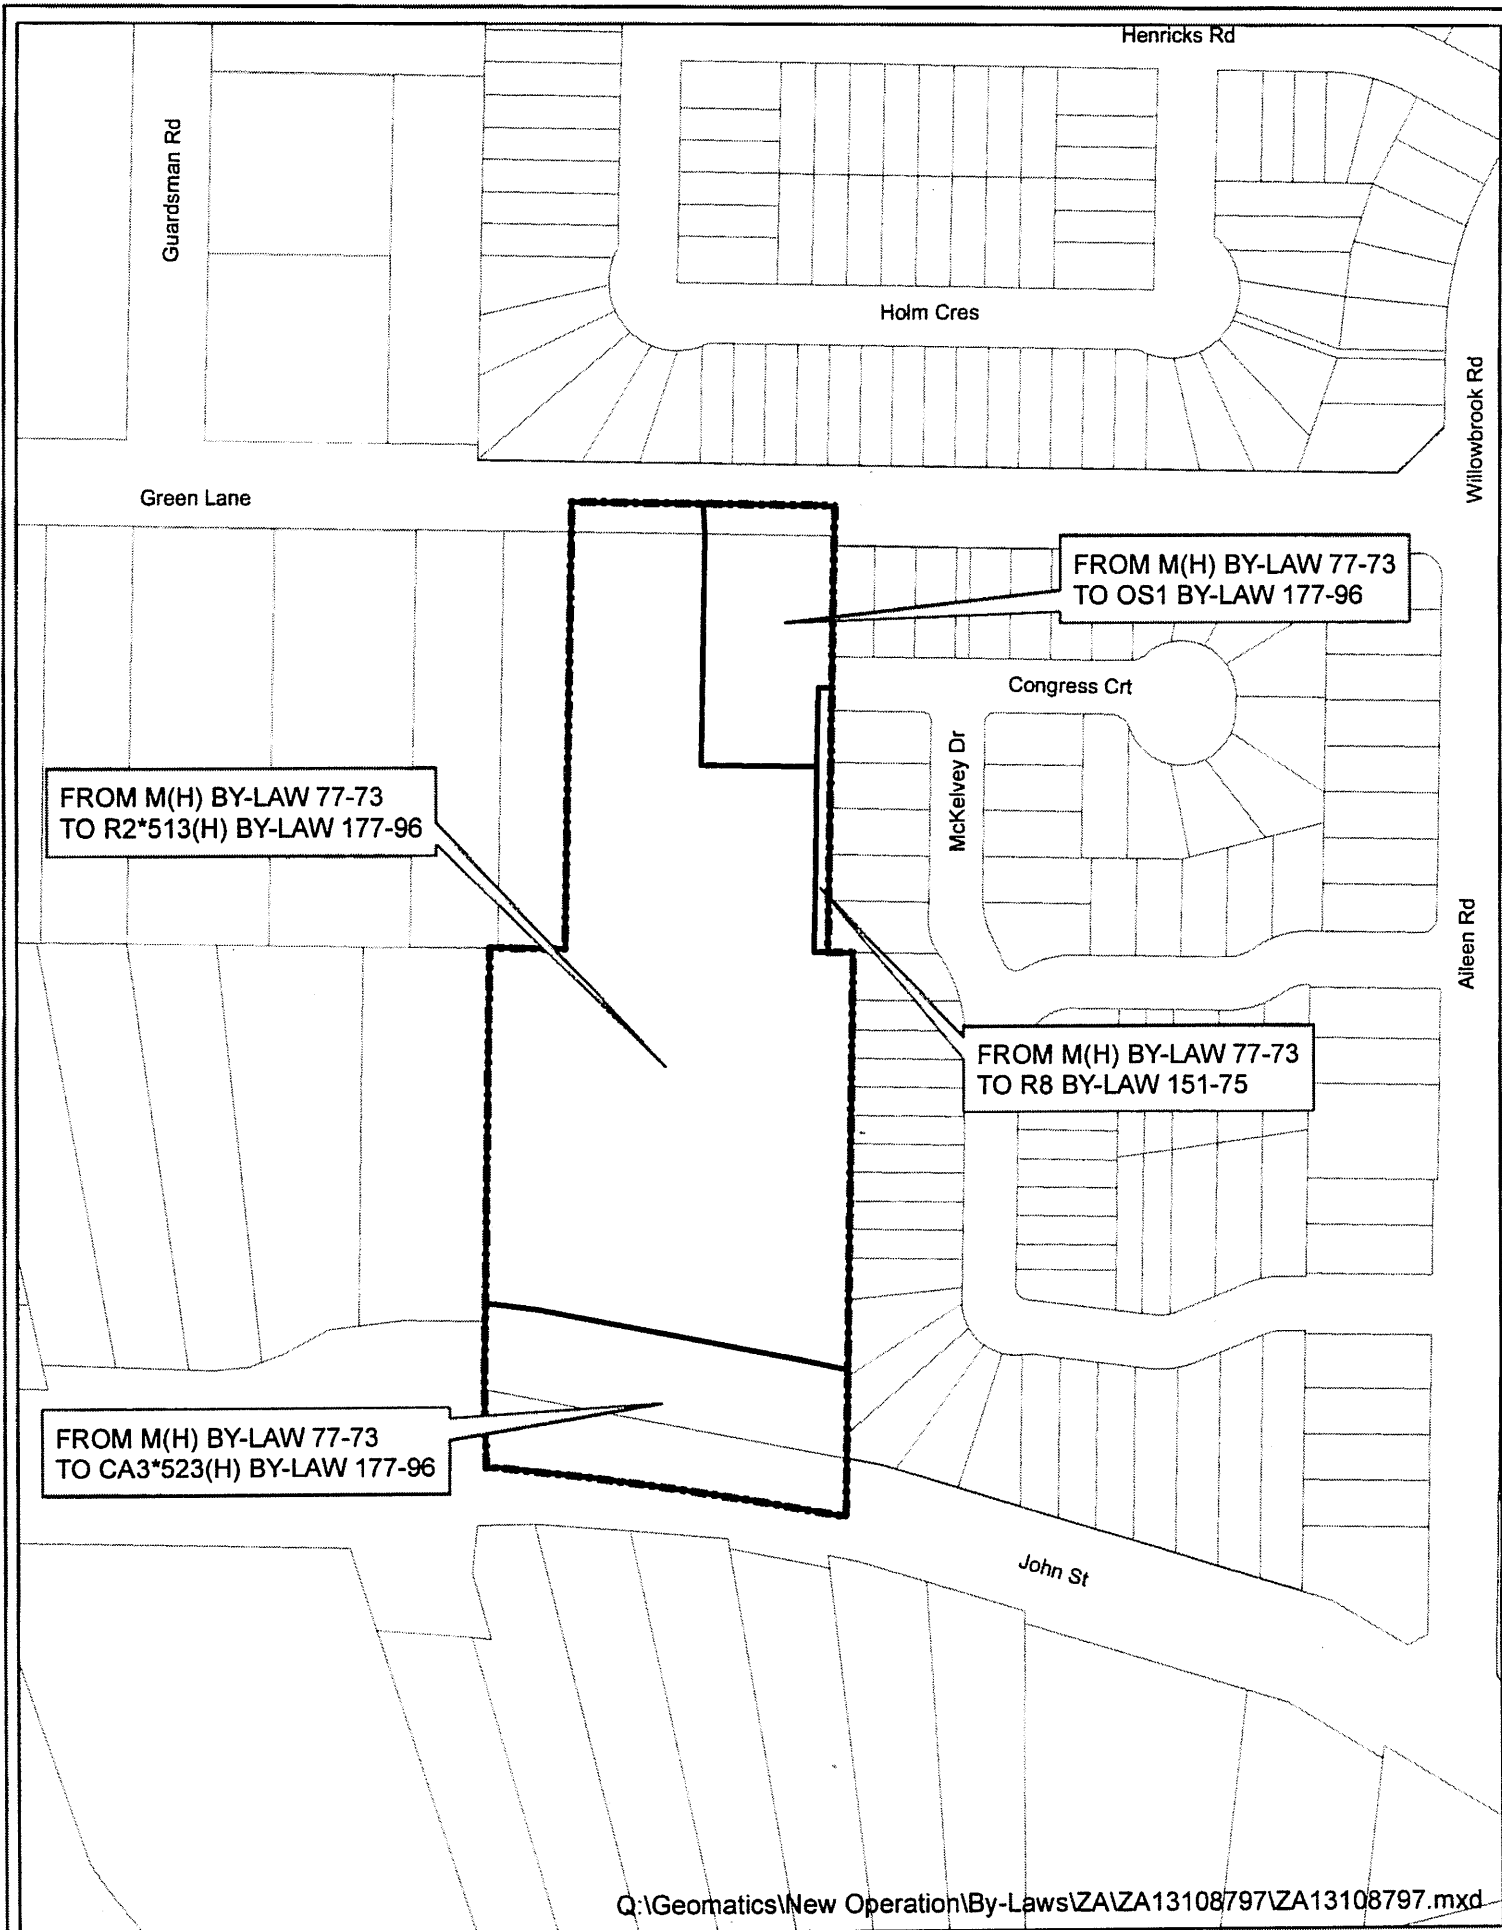 Henricks Rd
Guardsman Rd
Holm Cres
Willowbrook Rd
Green Lane
FROM M(H) BY-LAW 77-73
TO OS1 BY-LAW 177-96
Congress Crt
McKelvey Dr
FROM M(H) BY-LAW 77-73
TO R2*513(H) BY-LAW 177-96
Aileen Rd
FROM M(H) BY-LAW 77-73
TO R8 BY-LAW 151-75
FROM M(H) BY-LAW 77-73
TO CA3*523(H) BY-LAW 177-96
John St
Q:\Geomatics\New Operation\By-Laws\ZA\ZA13108797\ZA13108797.mxd